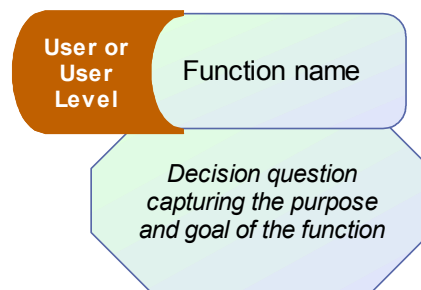 User or
User
Level
Function name
Decision question
capturing the purpose
and goal of the function